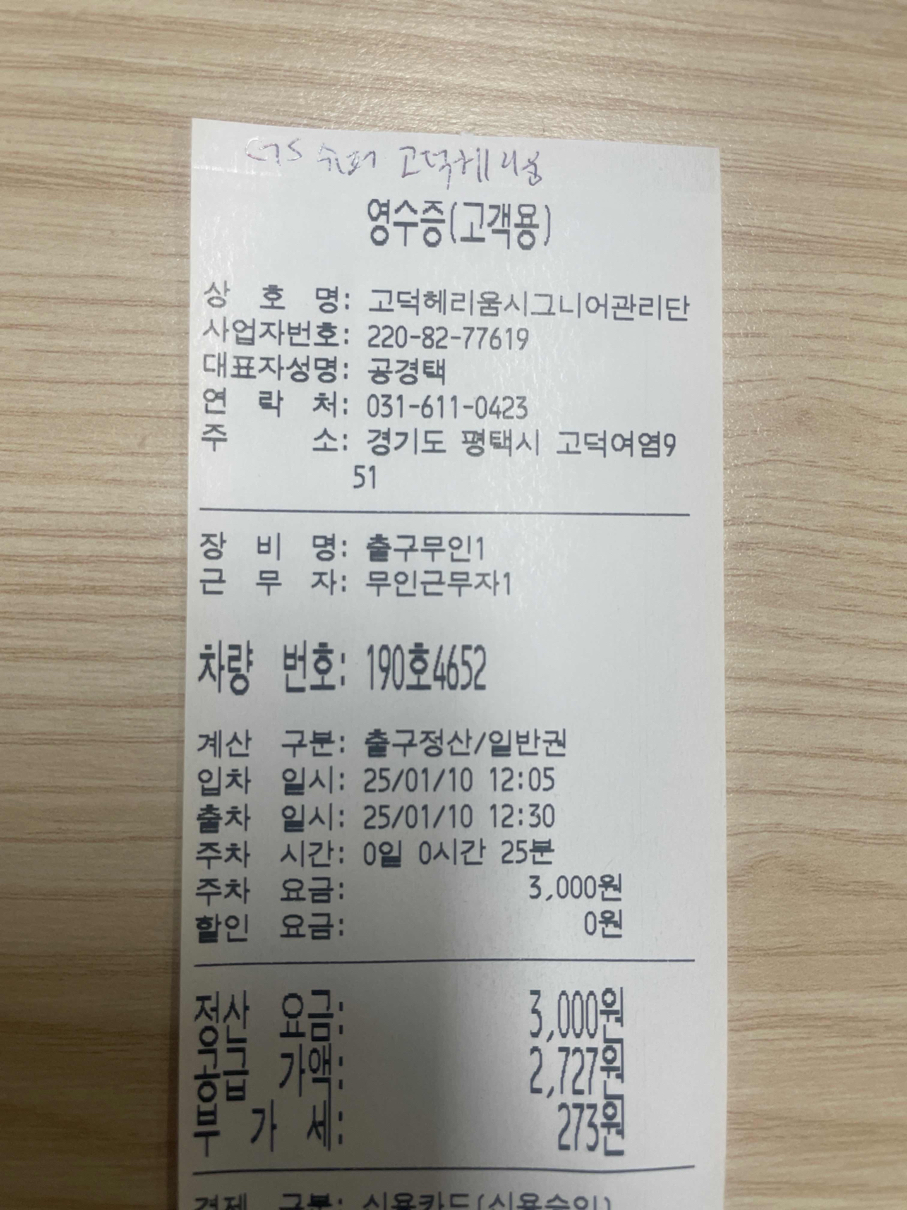 GS 슈퍼 고덕헤리움
영수증(고객용)
상 호 명: 고덕헤리움시그니어관리단
사업자번호: 220-82-77619
대표자성명: 공경택
연 락 처: 031-611-0423
주 소: 경기도 평택시 고덕여염9
51
장 비 명: 출구무인1
근 무 자: 무인근무자1
차량 번호: 190호4652
계산 구분: 출구정산/일반권
입차 일시: 25/01/10 12:05
출차 일시: 25/01/10 12:30
주차 시간: 0일 0시간 25분
주차 요금: 3,000원
할인 요금: 0원
정산 요금: 3,000원
공급 가액: 2,727원
부 가 세: 273원
결제 구분: 신용카드(신용승인)